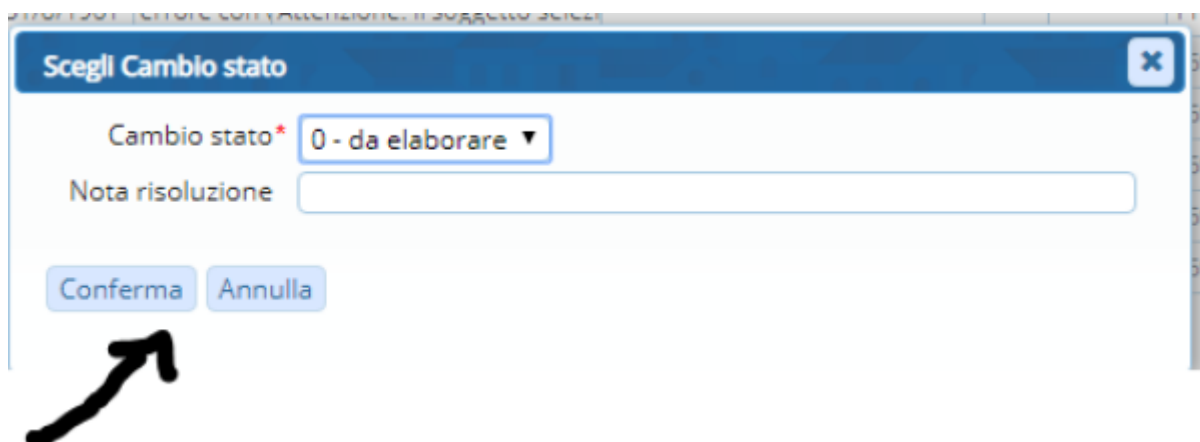 Scegli Cambio stato
Cambio stato* 0 - da elaborare
Nota risoluzione
Conferma Annulla